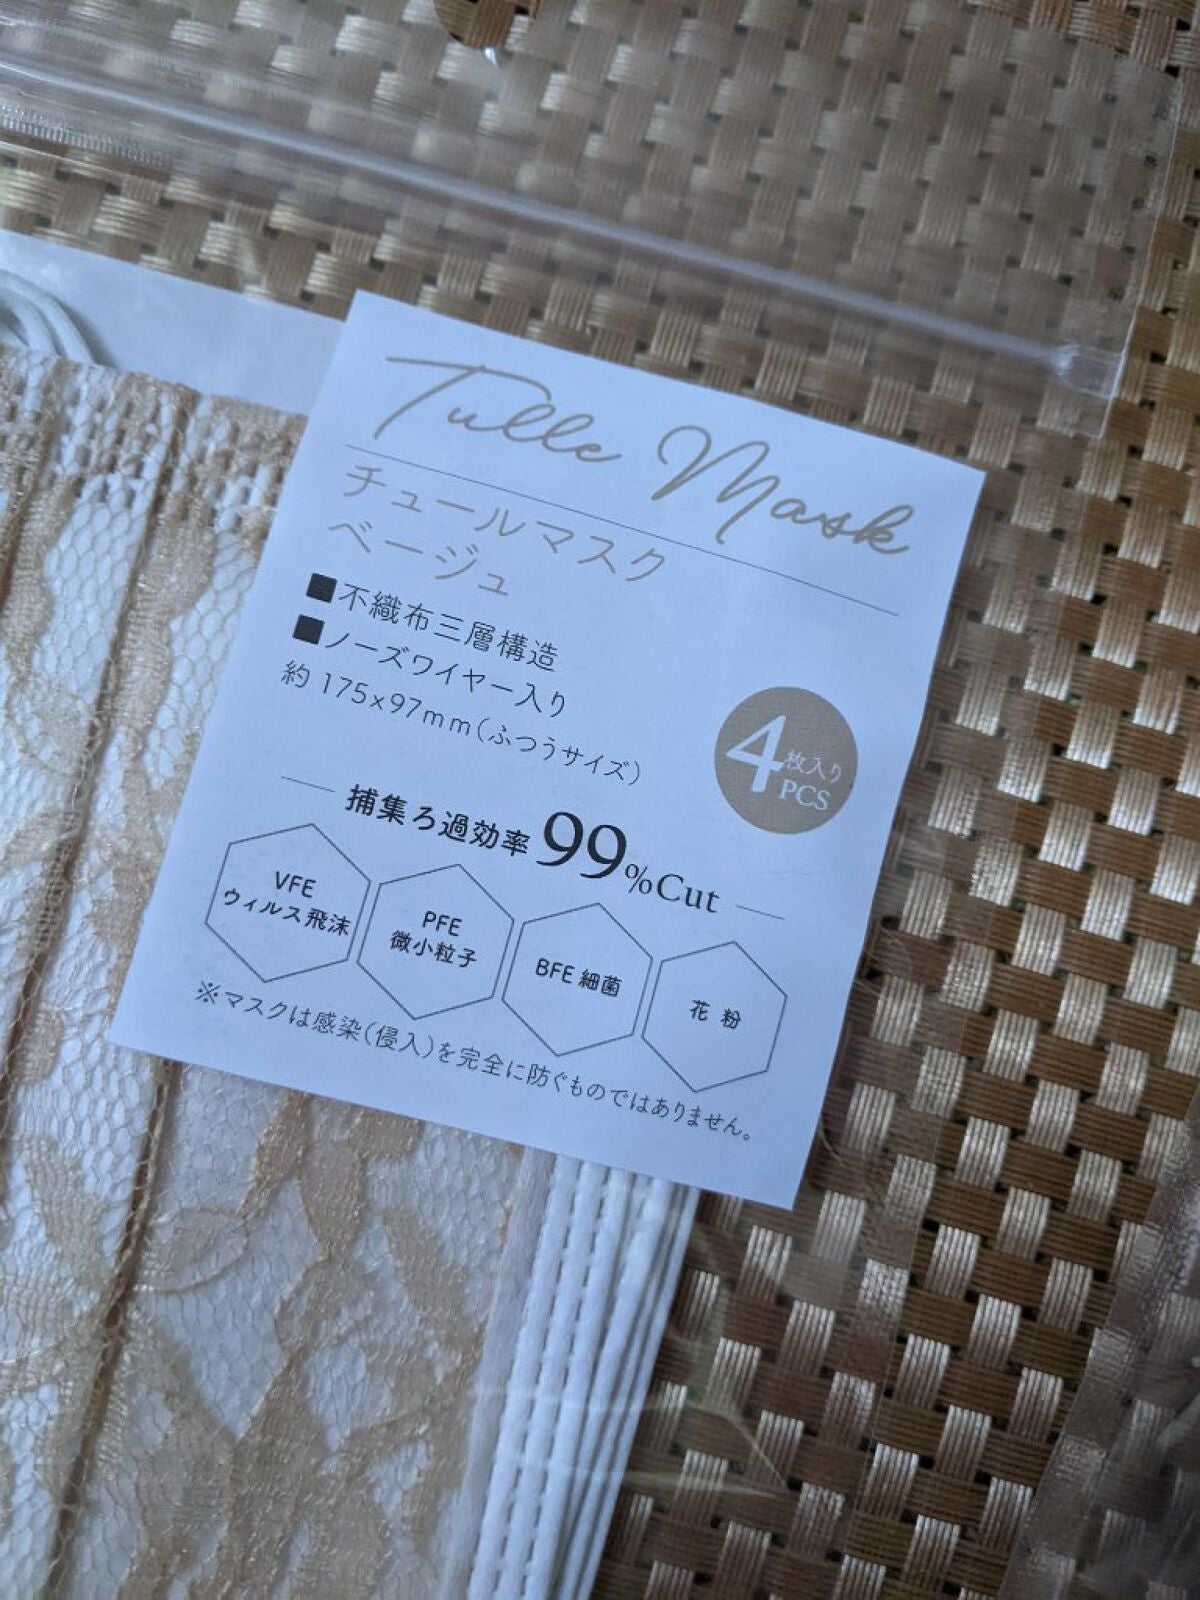 Tulle Mask
チュールマスク
ベージュ
■不織布三層構造
■ノーズワイヤー入り
約 175x97mm(ふつうサイズ)
4枚入り
PCS
捕集ろ過効率 99%Cut
VFE
ウィルス飛沫
PFE
微小粒子
BFE 細菌
花粉
※マスクは感染(侵入)を完全に防ぐものではありません。